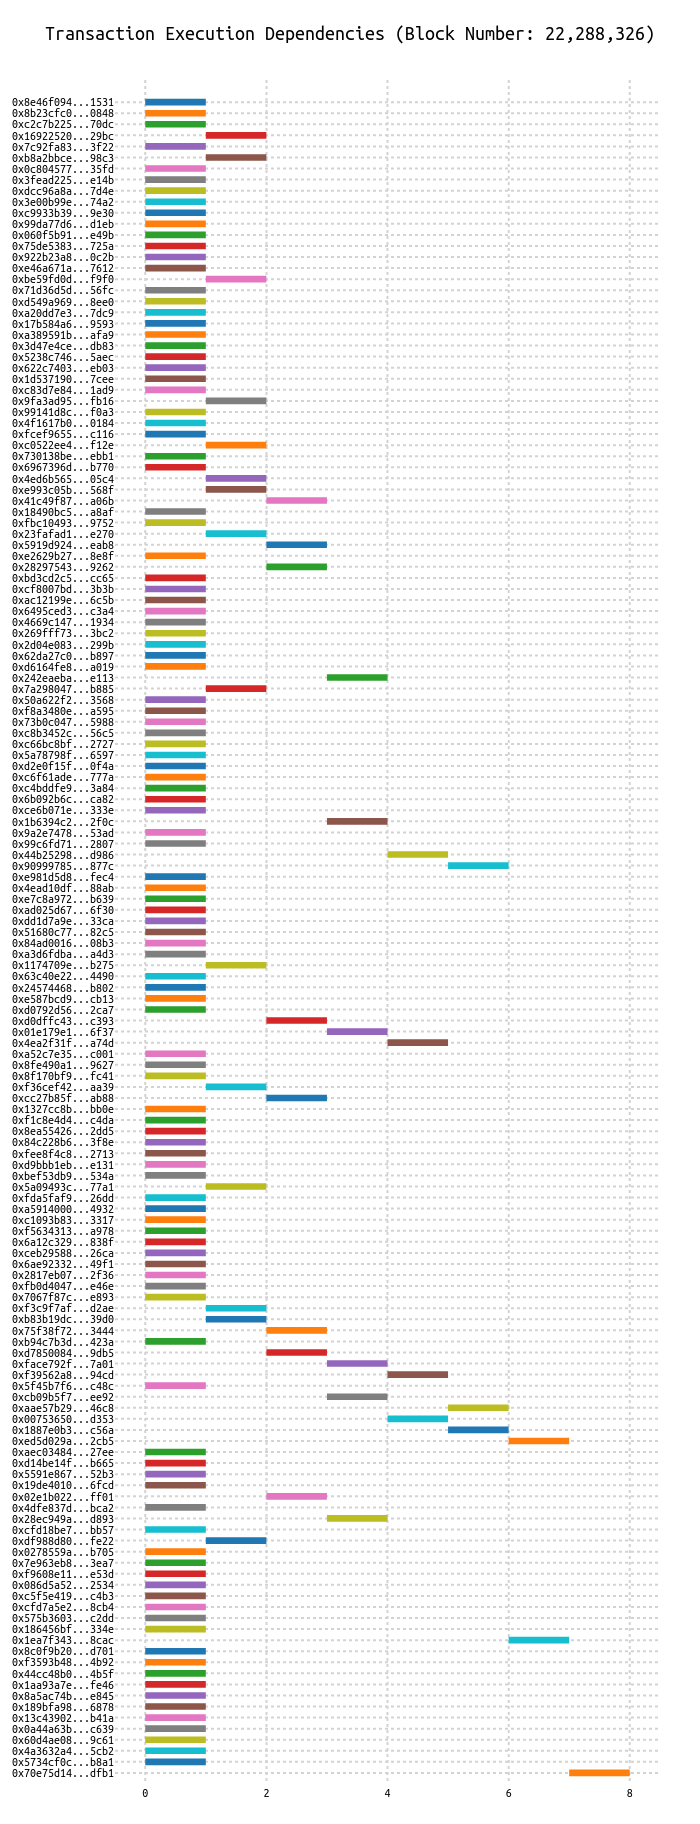 Transaction Execution Dependencies (Block Number: 22,288,326)
0x8e46f094...1531
0x8b23cfc0...0848
0xc2c7b225...70dc
0x16922520...29bc
0x7c92fa83...3f22
0xb8a2bbce...98c3
0x0c804577...35fd
0x3fead225...e14b
0xdcc96a8a...7d4e
0x3e00b99e...74a2
0xc9933b39...9e30
0x99da77d6...d1eb
0x060f5b91...e49b
0x75de5383...725a
0x922b23a8...0c2b
0xe46a671a...7612
0xbe59fd0d...f9f0
0x71d36d5d...56fc
0xd549a969...8ee0
0xa20dd7e3...7dc9
0x17b584a6...9593
0xa389591b...afa9
0x3d47e4ce...db83
0x5238c746...5aec
0x622c7403...eb03
0x1d537190...7cee
0xc83d7e84...1ad9
0x9fa3ad95...fb16
0x99141d8c...f0a3
0x4f1617b0...0184
0xfcef9655...c116
0xc0522ee4...f12e
0x730138be...ebb1
0x6967396d...b770
0x4ed6b565...05c4
0xe993c05b...568f
0x41c49f87...a06b
0x18490bc5...a8af
0xfbc10493...9752
0x23fafad1...e270
0x5919d924...eab8
0xe2629b27...8e8f
0x28297543...9262
0xbd3cd2c5...cc65
0xcf8007bd...3b3b
0xac12199e...6c5b
0x6495ced3...c3a4
0x4669c147...1934
0x269fff73...3bc2
0x2d04e083...299b
0x62da27c0...b897
0xd6164fe8...a019
0x242eaeba...e113
0x7a298047...b885
0x50a622f2...3568
0xf8a3480e...a595
0x73b0c047...5988
0xc8b3452c...56c5
0xc66bc8bf...2727
0x5a78798f...6597
0xd2e0f15f...0f4a
0xc6f61ade...777a
0xc4bddfe9...3a84
0x6b092b6c...ca82
0xce6b071e...333e
0x1b6394c2...2f0c
0x9a2e7478...53ad
0x99c6fd71...2807
0x44b25298...d986
0x90999785...877c
0xe981d5d8...fec4
0x4ead10df...88ab
0xe7c8a972...b639
0xad025d67...6f30
0xdd1d7a9e...33ca
0x51680c77...82c5
0x84ad0016...08b3
0xa3d6fdba...a4d3
0x1174709e...b275
0x63c40e22...4490
0x24574468...b802
0xe587bcd9...cb13
0xd0792d56...2ca7
0xd0dffc43...c393
0x01e179e1...6f37
0x4ea2f31f...a74d
0xa52c7e35...c001
0x8fe490a1...9627
0x8f170bf9...fc41
0xf36cef42...aa39
0xcc27b85f...ab88
0x1327cc8b...bb0e
0xf1c8e4d4...c4da
0x8ea55426...2dd5
0x84c228b6...3f8e
0xfee8f4c8...2713
0xd9bbb1eb...e131
0xbef53db9...534a
0x5a09493c...77a1
0xfda5faf9...26dd
0xa5914000...4932
0xc1093b83...3317
0xf5634313...a978
0x6a12c329...838f
0xceb29588...26ca
0x6ae92332...49f1
0x2817eb07...2f36
0xfb0d4047...e46e
0x7067f87c...e893
0xf3c9f7af...d2ae
0xb83b19dc...39d0
0x75f38f72...3444
0xb94c7b3d...423a
0xd7850084...9db5
0xface792f...7a01
0xf39562a8...94cd
0x5f45b7f6...c48c
0xcb09b5f7...ee92
0xaae57b29...46c8
0x00753650...d353
0x1887e0b3...c56a
0xed5d029a...2cb5
0xaec03484...27ee
0xd14be14f...b665
0x5591e867...52b3
0x19de4010...6fcd
0x02e1b022...ff01
0x4dfe837d...bca2
0x28ec949a...d893
0xcfd18be7...bb57
0xdf988d80...fe22
0x0278559a...b705
0x7e963eb8...3ea7
0xf9608e11...e53d
0x086d5a52...2534
0xc5f5e419...c4b3
0xcfd7a5e2...8cb4
0x575b3603...c2dd
0x186456bf...334e
0x1ea7f343...8cac
0x8c0f9b20...d701
0xf3593b48...4b92
0x44cc48b0...4b5f
0x1aa93a7e...fe46
0x8a5ac74b...e845
0x189bfa98...6878
0x13c43902...b41a
0x0a44a63b...c639
0x60d4ae08...9c61
0x4a3632a4...5cb2
0x5734cf0c...b8a1
0x70e75d14...dfb1
0 2 4 6 8